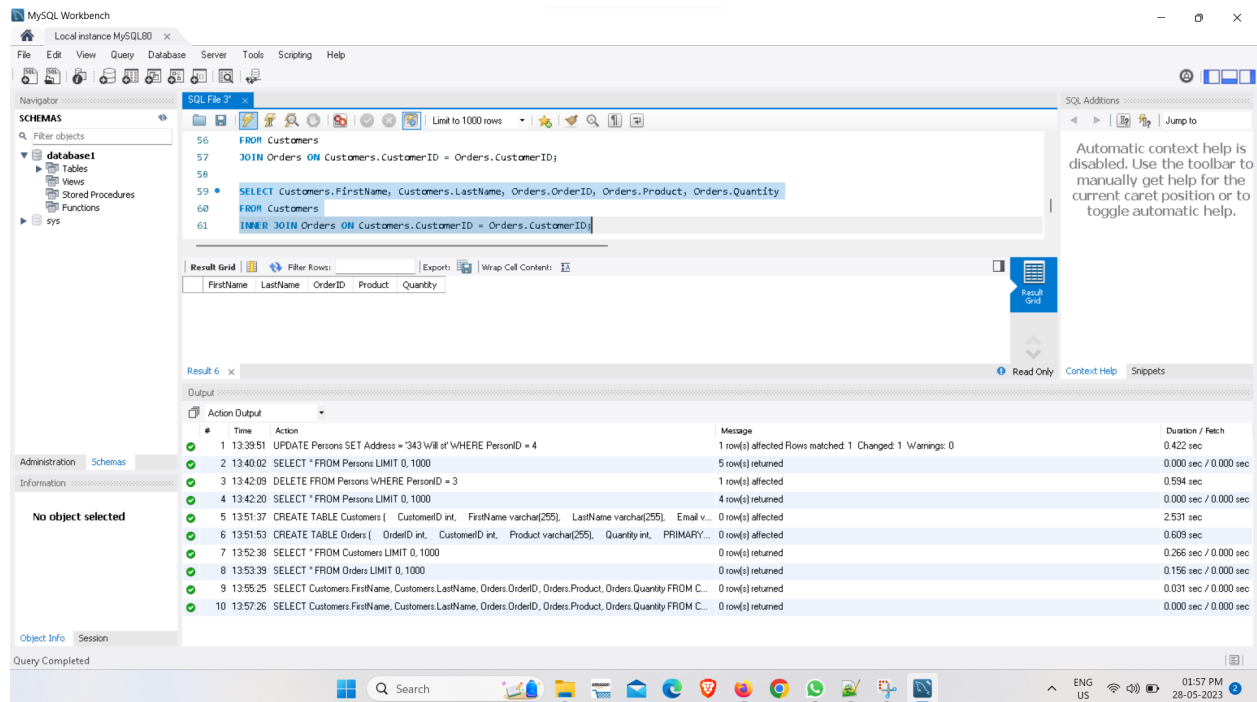 MySQL Workbench
Local instance MySQL80
File Edit View Query Database Server Tools Scripting Help
Navigator
SCHEMAS
Filter objects
database1
Tables
Views
Stored Procedures
Functions
sys
Administration Schemas
Information
No object selected
Object Info Session
SQL File 3*
Limit to 1000 rows
56 FROM Customers
57 JOIN Orders ON Customers.CustomerID = Orders.CustomerID;
58
59 SELECT Customers.FirstName, Customers.LastName, Orders.OrderID, Orders.Product, Orders.Quantity
60 FROM Customers
61 INNER JOIN Orders ON Customers.CustomerID = Orders.CustomerID;
Result Grid Filter Rows: Export: Wrap Cell Content:
FirstName LastName OrderID Product Quantity
Result Grid
Result 6 Read Only
SQL Additions
Jump to
Automatic context help is
disabled. Use the toolbar to
manually get help for the
current caret position or to
toggle automatic help.
Context Help Snippets
Output
Action Output
# Time Action Message Duration / Fetch
1 13:39:51 UPDATE Persons SET Address = '343 Will st' WHERE PersonID = 4 1 row(s) affected Rows matched: 1 Changed: 1 Warnings: 0 0.422 sec
2 13:40:02 SELECT * FROM Persons LIMIT 0, 1000 5 row(s) returned 0.000 sec / 0.000 sec
3 13:42:09 DELETE FROM Persons WHERE PersonID = 3 1 row(s) affected 0.594 sec
4 13:42:20 SELECT * FROM Persons LIMIT 0, 1000 4 row(s) returned 0.000 sec / 0.000 sec
5 13:51:37 CREATE TABLE Customers ( CustomerID int, FirstName varchar(255), LastName varchar(255), Email v... 0 row(s) affected 2.531 sec
6 13:51:53 CREATE TABLE Orders ( OrderID int, CustomerID int, Product varchar(255), Quantity int, PRIMARY... 0 row(s) affected 0.609 sec
7 13:52:38 SELECT * FROM Customers LIMIT 0, 1000 0 row(s) returned 0.266 sec / 0.000 sec
8 13:53:39 SELECT * FROM Orders LIMIT 0, 1000 0 row(s) returned 0.156 sec / 0.000 sec
9 13:55:25 SELECT Customers.FirstName, Customers.LastName, Orders.OrderID, Orders.Product, Orders.Quantity FROM C... 0 row(s) returned 0.031 sec / 0.000 sec
10 13:57:26 SELECT Customers.FirstName, Customers.LastName, Orders.OrderID, Orders.Product, Orders.Quantity FROM C... 0 row(s) returned 0.000 sec / 0.000 sec
Query Completed
Search
ENG
US
01:57 PM
28-05-2023
2